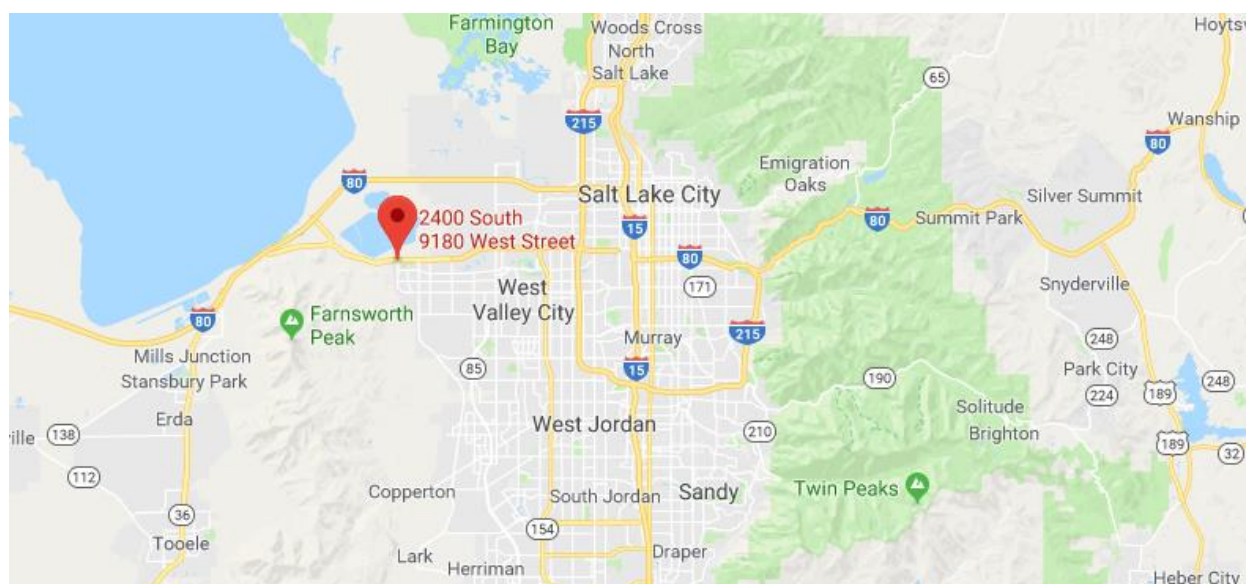 Farmington
Bay
Woods Cross
North
Salt Lake
Hoytsv
65
215
Wanship
80
Emigration
Oaks
80
Salt Lake City
Silver Summit
2400 South
9180 West Street
15
80
Summit Park
80
171
Snyderville
West
Valley City
Farnsworth
Peak
80
Murray
215
248
Mills Junction
Stansbury Park
85
15
190
Park City
248
224
189
Erda
West Jordan
210
Solitude
Brighton
ville
138
189
32
112
Copperton
South Jordan
Sandy
Twin Peaks
36
Tooele
154
Lark
Herriman
Draper
Heber City